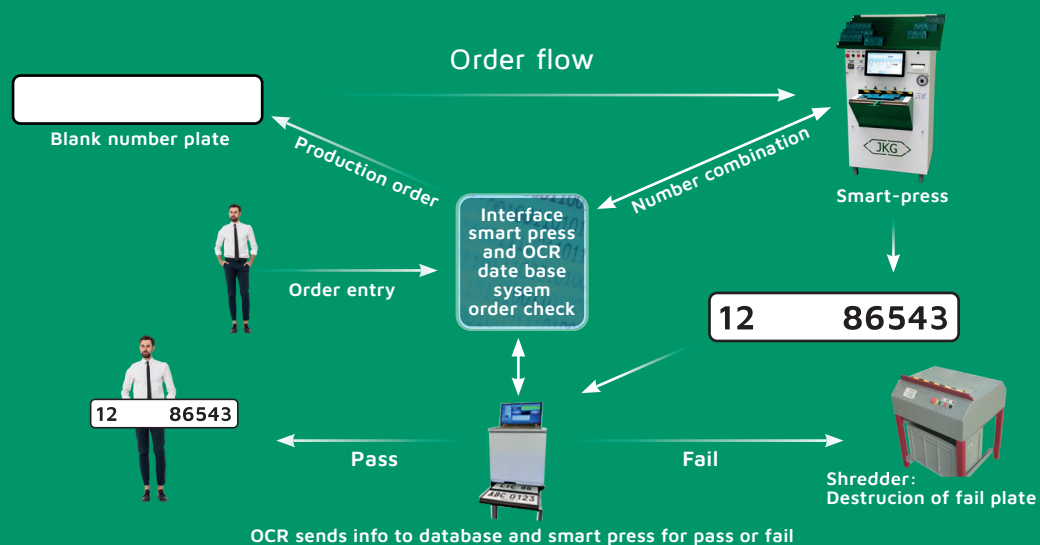 Order flow
Blank number plate
Production order
Number combination
JKG
Smart-press
Interface
smart press
and OCR
date base
sysem
order check
Order entry
12 86543
12 86543
Pass
Fail
ABC 0123
Shredder:
Destrucion of fail plate
OCR sends info to database and smart press for pass or fail